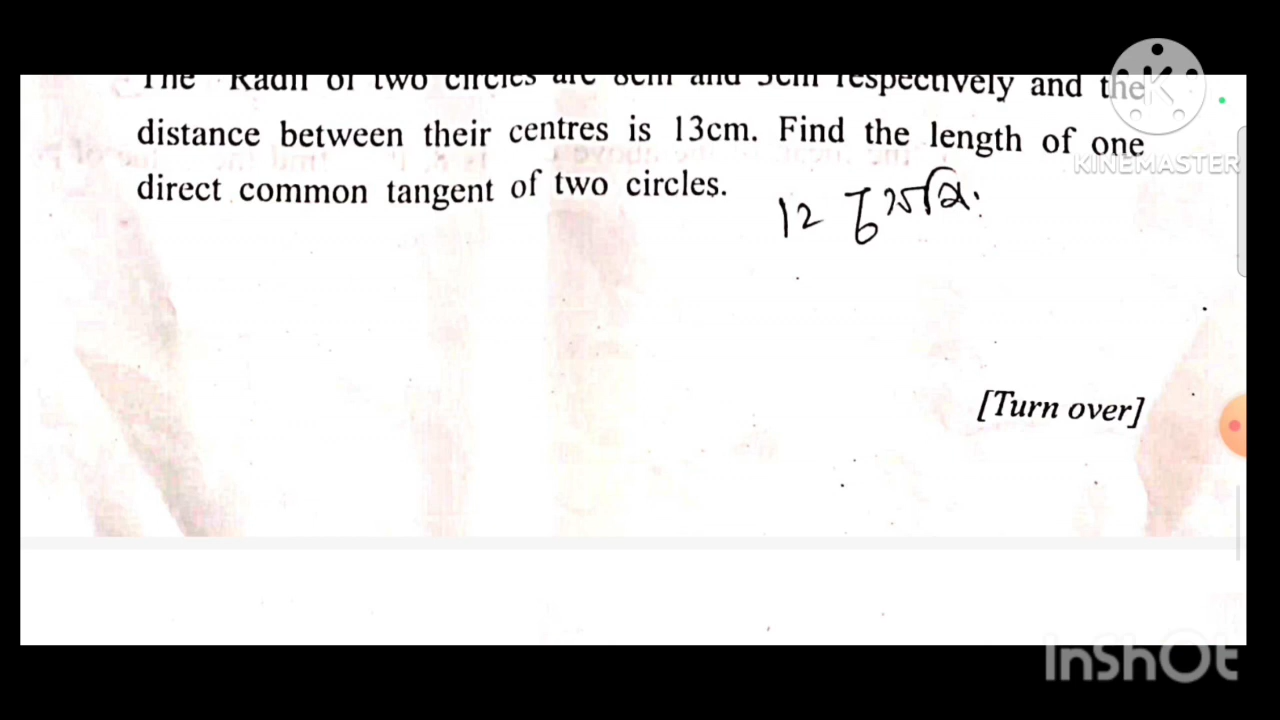 The Radii of two circles are 8cm and 3cm respectively and the
distance between their centres is 13cm. Find the length of one
direct common tangent of two circles.
12
[Turn over]
KINEMASTER
InShOt